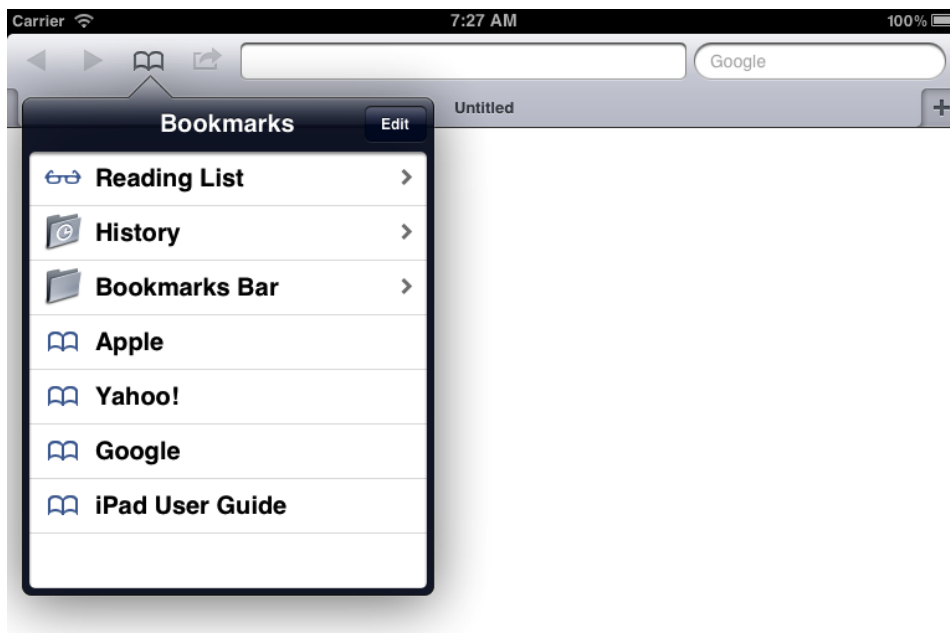 Carrier 7:27 AM 100%
Google
Untitled
Bookmarks Edit
Reading List
History
Bookmarks Bar
Apple
Yahoo!
Google
iPad User Guide